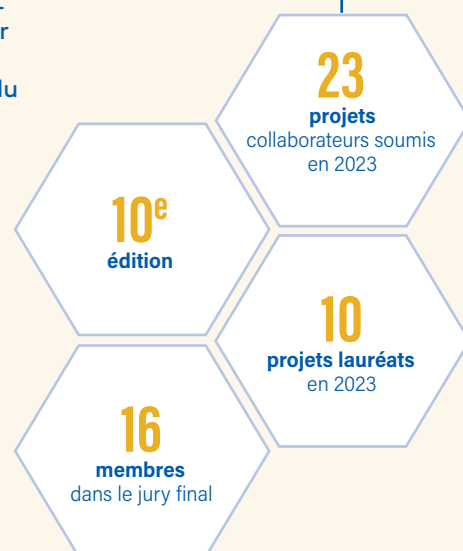 23
projets
collaborateurs soumis
en 2023
10e
édition
10
projets lauréats
en 2023
16
membres
dans le jury final